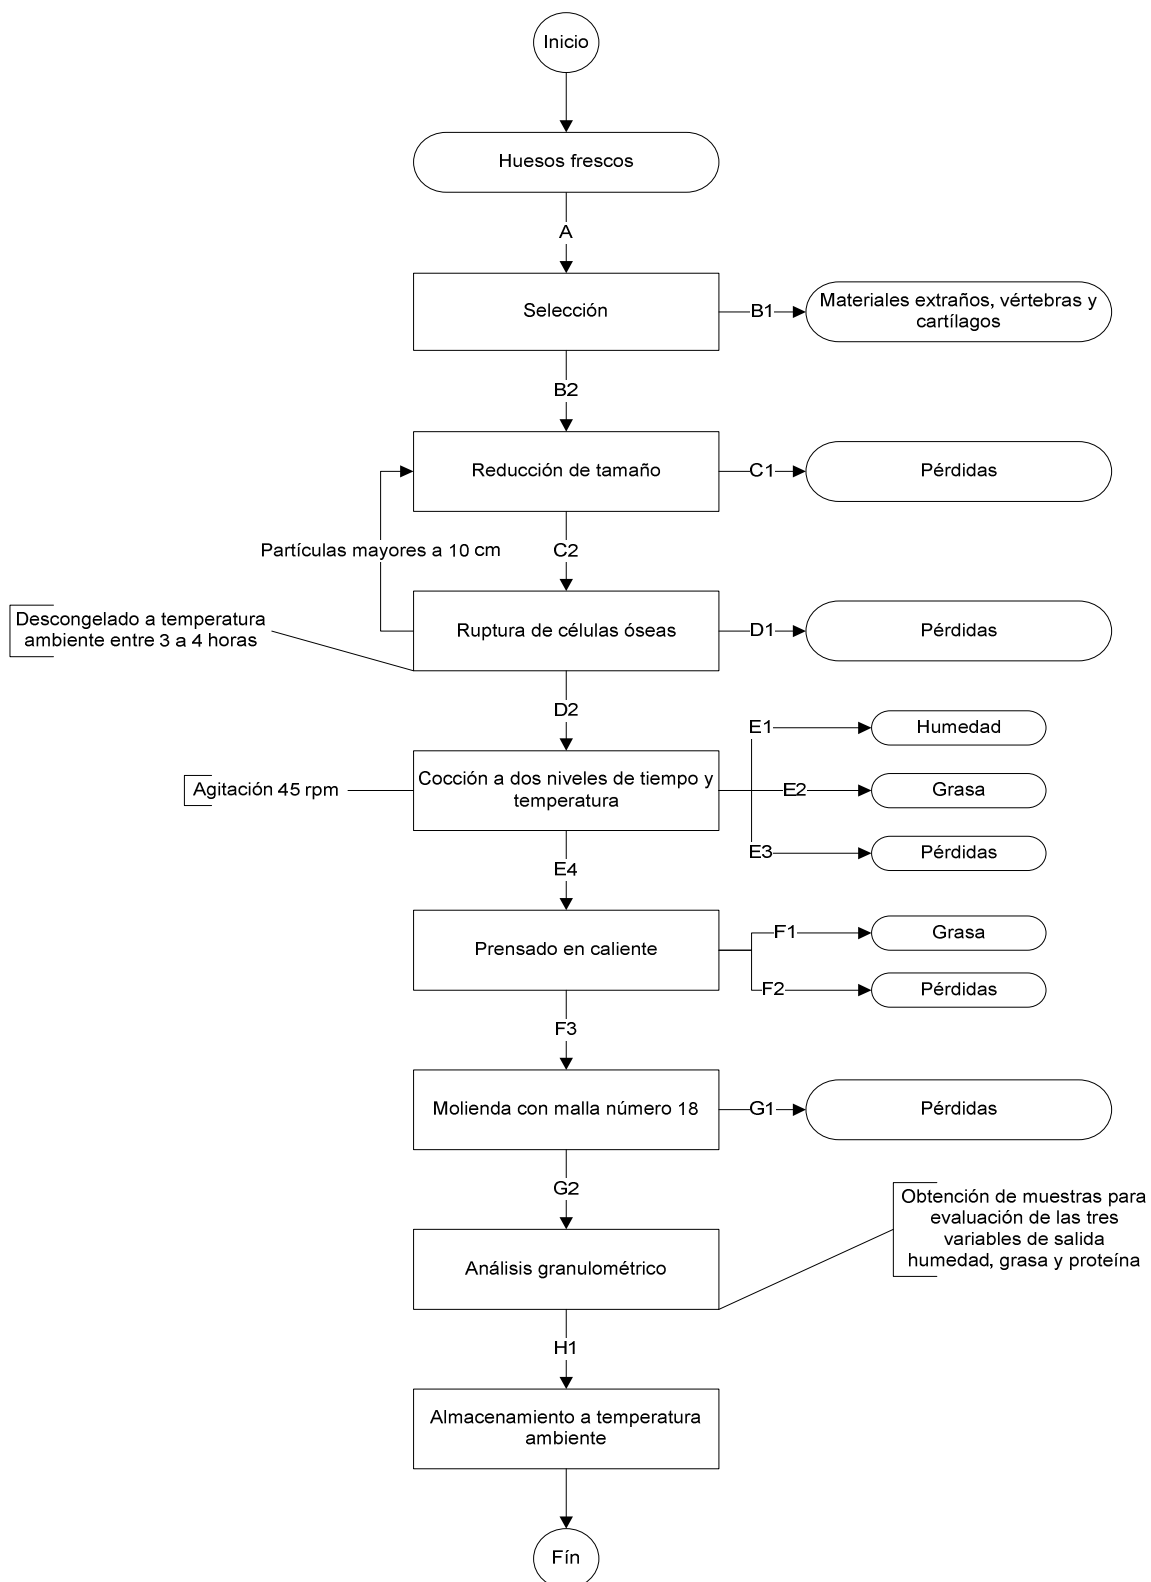 Inicio
Huesos frescos
A
Selección
B1
Materiales extraños, vértebras y
cartílagos
B2
Reducción de tamaño
C1
Pérdidas
Partículas mayores a 10 cm
C2
Descongelado a temperatura
ambiente entre 3 a 4 horas
Ruptura de células óseas
D1
Pérdidas
D2
E1
Humedad
Agitación 45 rpm
Cocción a dos niveles de tiempo y
temperatura
E2
Grasa
E3
Pérdidas
E4
Prensado en caliente
F1
Grasa
F2
Pérdidas
F3
Molienda con malla número 18
G1
Pérdidas
G2
Obtención de muestras para
evaluación de las tres
variables de salida
humedad, grasa y proteína
Análisis granulométrico
H1
Almacenamiento a temperatura
ambiente
Fín